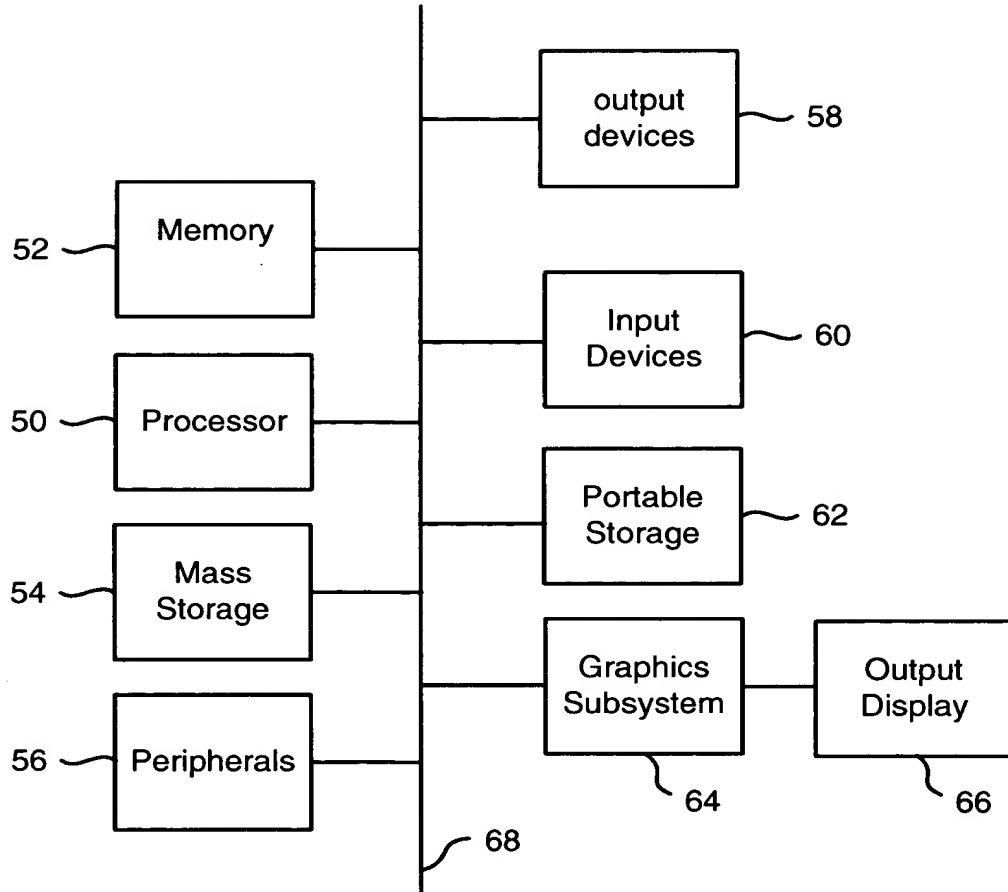 output
devices
58
Memory
52
Input
Devices
60
Processor
50
Portable
Storage
62
Mass
Storage
54
Graphics
Subsystem
64
Output
Display
66
Peripherals
56
68